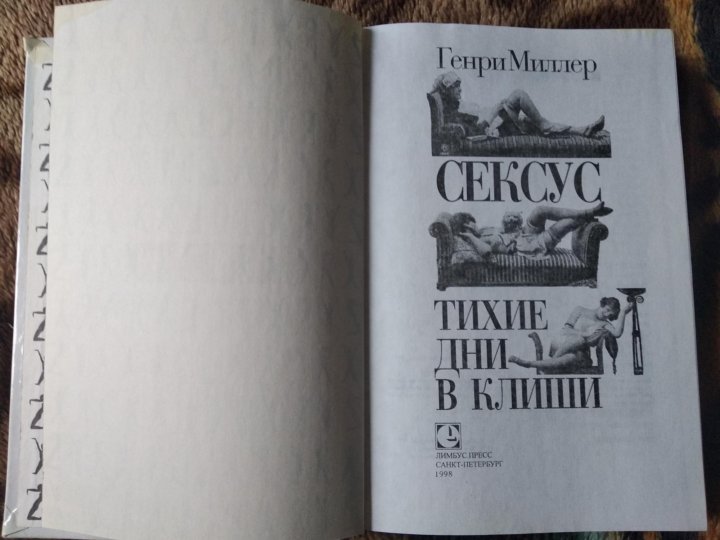 Генри Миллер
СЕКСУС
ТИХИЕ
ДНИ
В КЛИШИ
ЛИМБУС ПРЕСС
САНКТ-ПЕТЕРБУРГ
1998